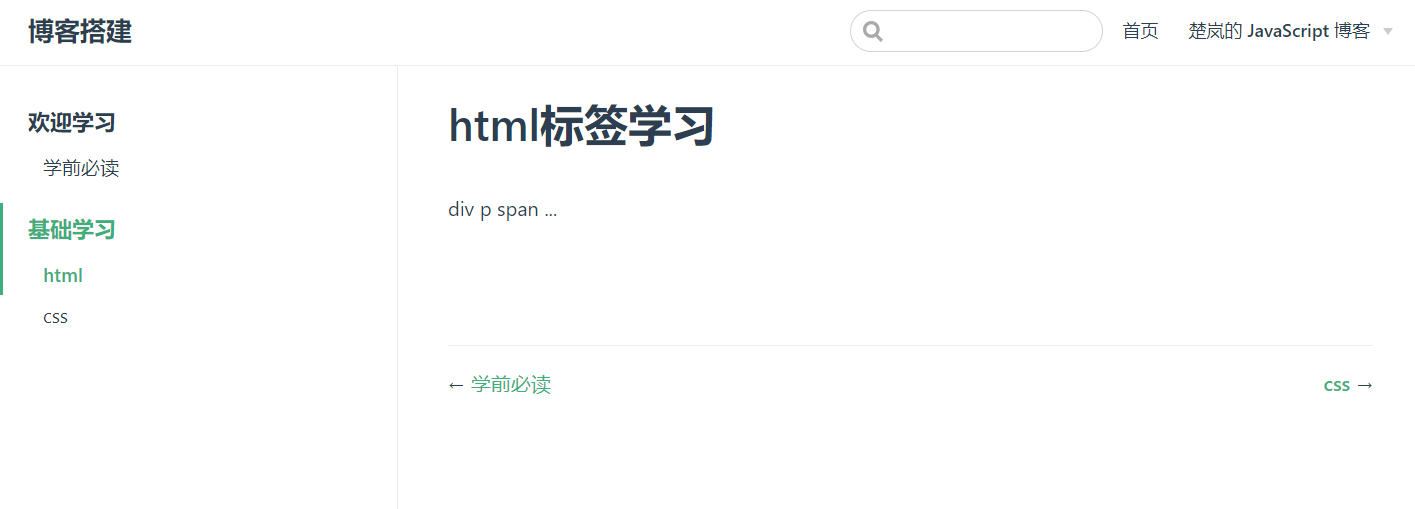 博客搭建
首页 楚岚的 JavaScript 博客
欢迎学习
学前必读
基础学习
html
css
html标签学习
div p span ...
← 学前必读
css →